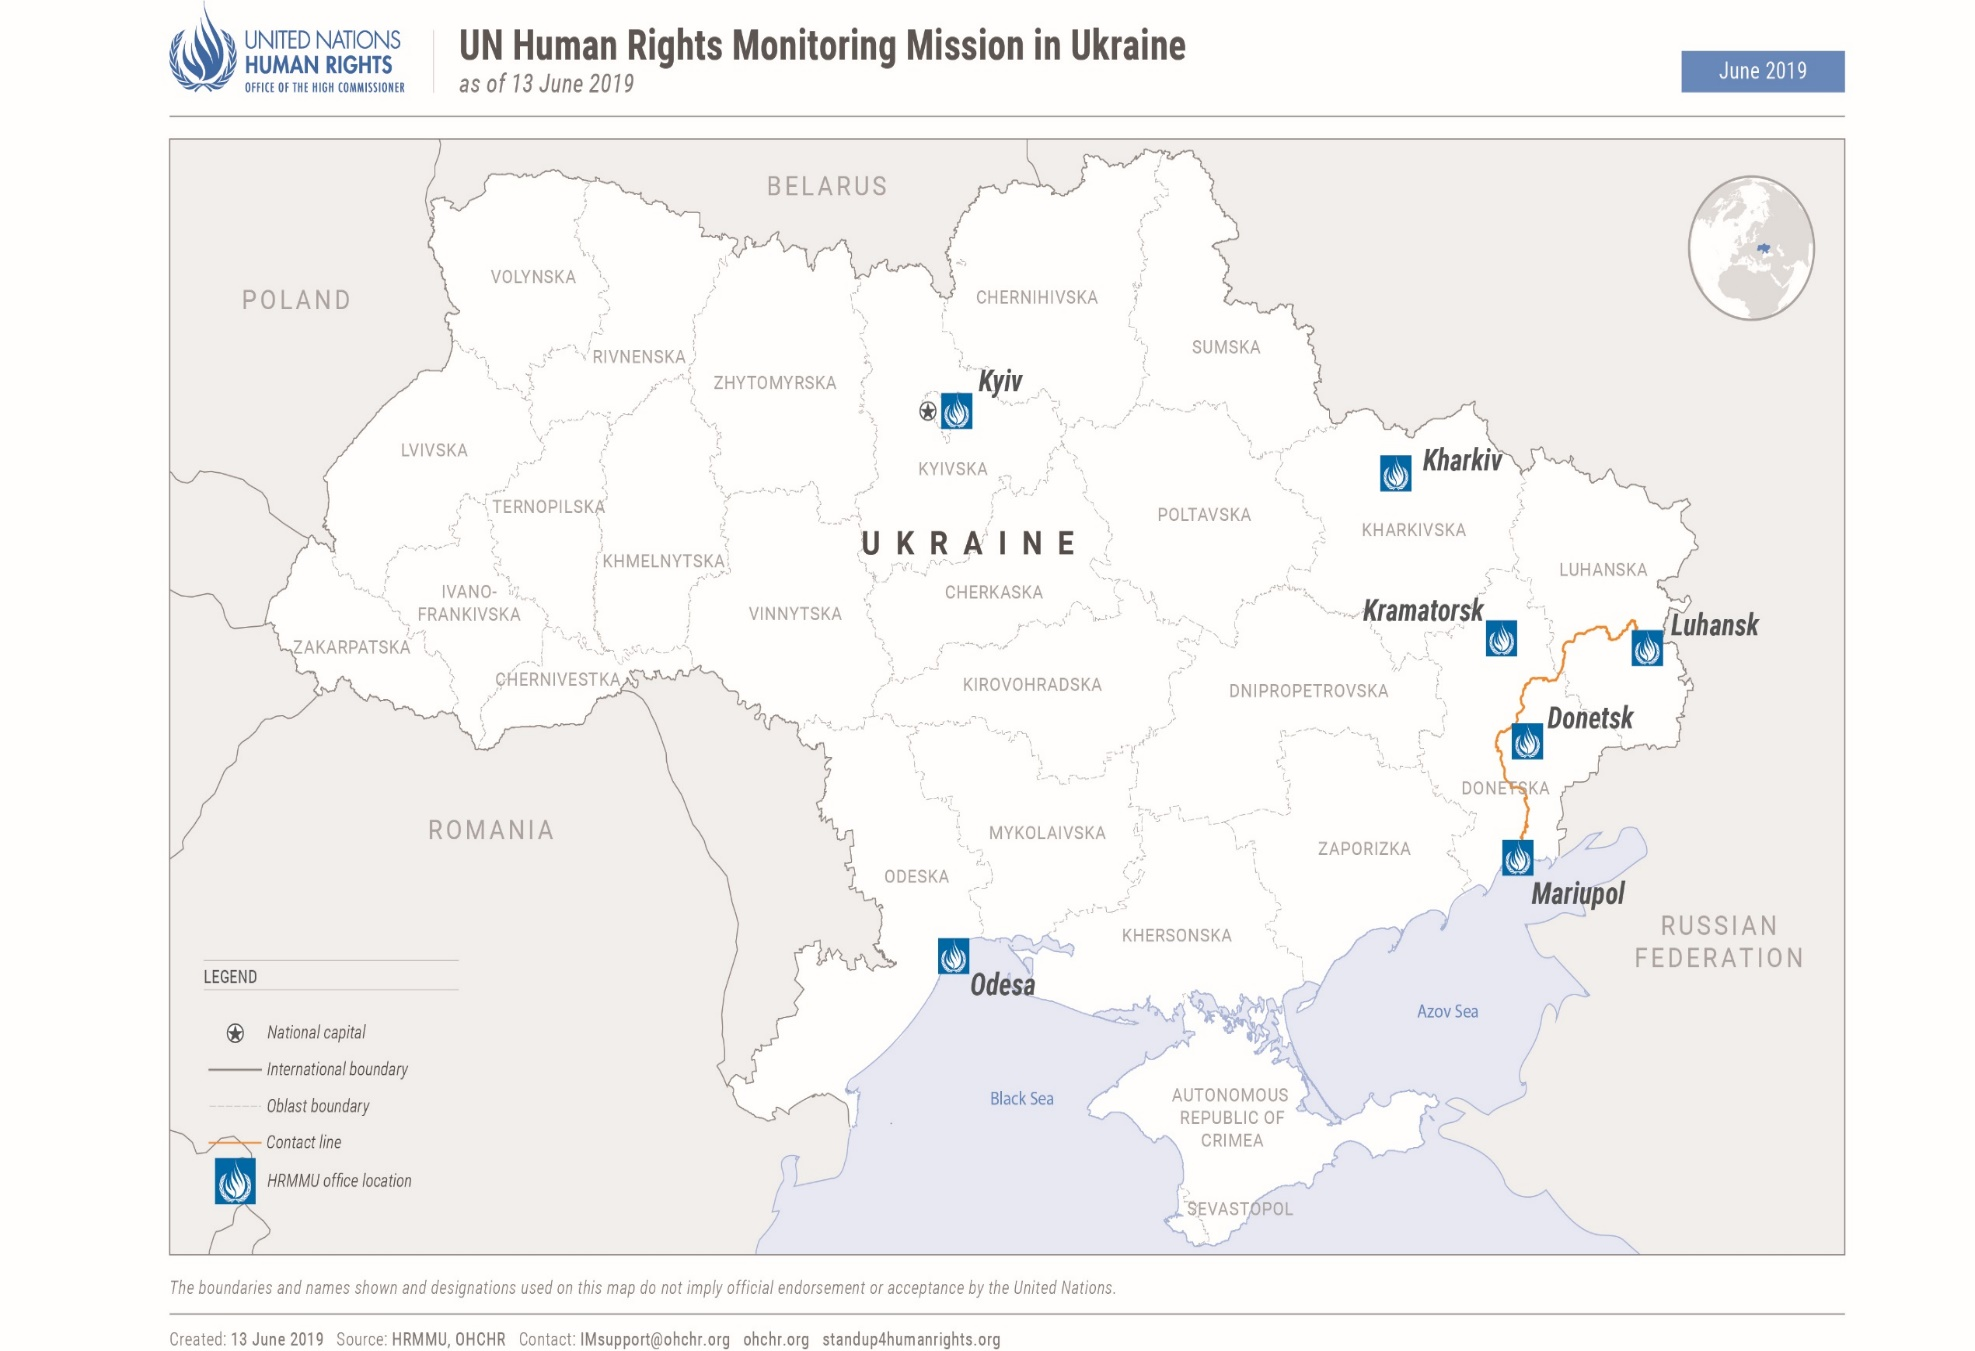 UNITED NATIONS
HUMAN RIGHTS
OFFICE OF THE HIGH COMMISSIONER
UN Human Rights Monitoring Mission in Ukraine
as of 13 June 2019
June 2019
BELARUS
POLAND
VOLYNSKA
CHERNIHIVSKA
RIVNENSKA
SUMSKA
ZHYTOMYRSKA
Kyiv
LVIVSKA
KYIVSKA
Kharkiv
TERNOPILSKA
POLTAVSKA
KHARKIVSKA
UKRAINE
KHMELNYTSKA
LUHANSKA
IVANO-
FRANKIVSKA
CHERKASKA
VINNYTSKA
Kramatorsk
Luhansk
ZAKARPATSKA
CHERNIVESTKA
KIROVOHRADSKA
DNIPROPETROVSKA
Donetsk
DONETSKA
ROMANIA
MYKOLAIVSKA
ZAPORIZKA
ODESKA
Mariupol
KHERSONSKA
RUSSIAN
FEDERATION
Odesa
Azov Sea
Black Sea
AUTONOMOUS
REPUBLIC OF
CRIMEA
SEVASTOPOL
LEGEND
National capital
International boundary
Oblast boundary
Contact line
HRMMU office location
The boundaries and names shown and designations used on this map do not imply official endorsement or acceptance by the United Nations.
Created: 13 June 2019 Source: HRMMU, OHCHR Contact: IMsupport@ohchr.org ohchr.org standup4humanrights.org